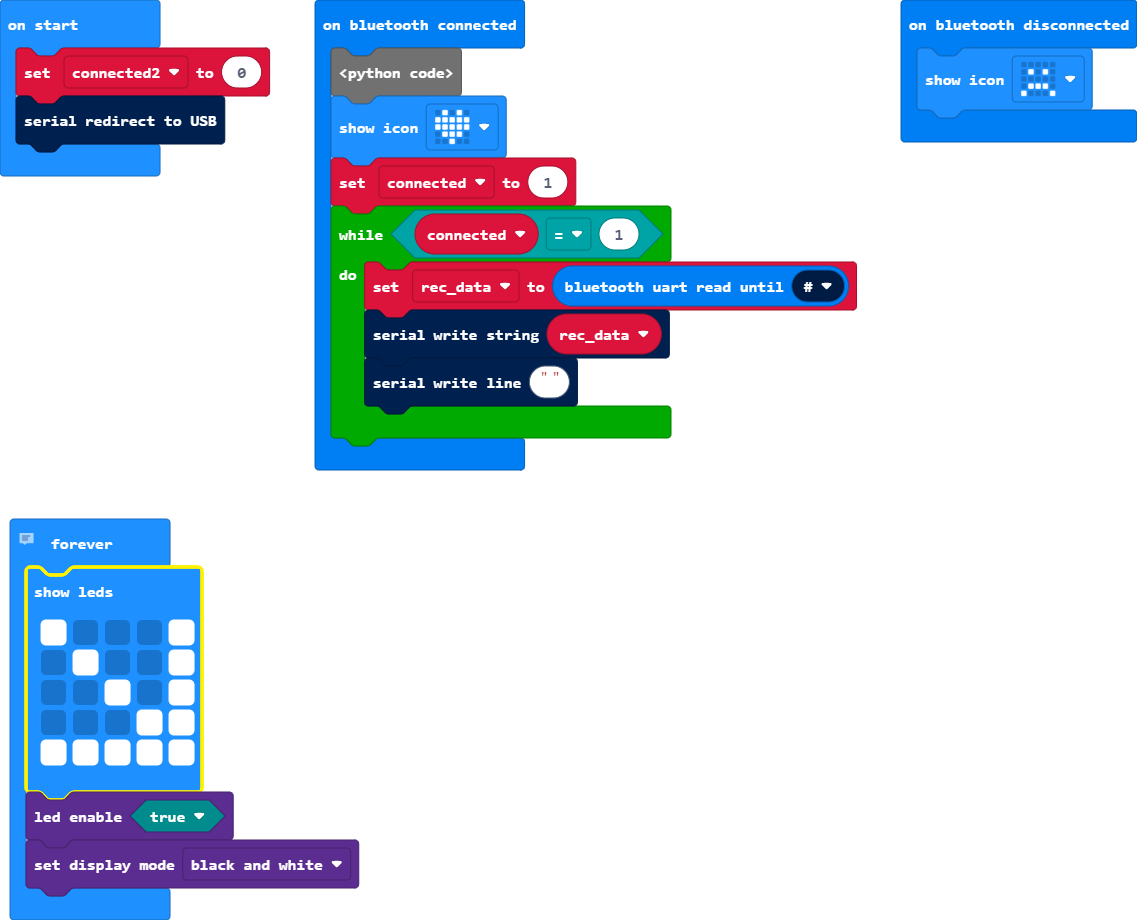 on start
set connected2 to 0
serial redirect to USB
on bluetooth connected
<python code>
show icon
set connected to 1
while connected = 1
do set rec_data to bluetooth uart read until #
serial write string rec_data
serial write line " "
on bluetooth disconnected
show icon
forever
show leds
led enable true
set display mode black and white